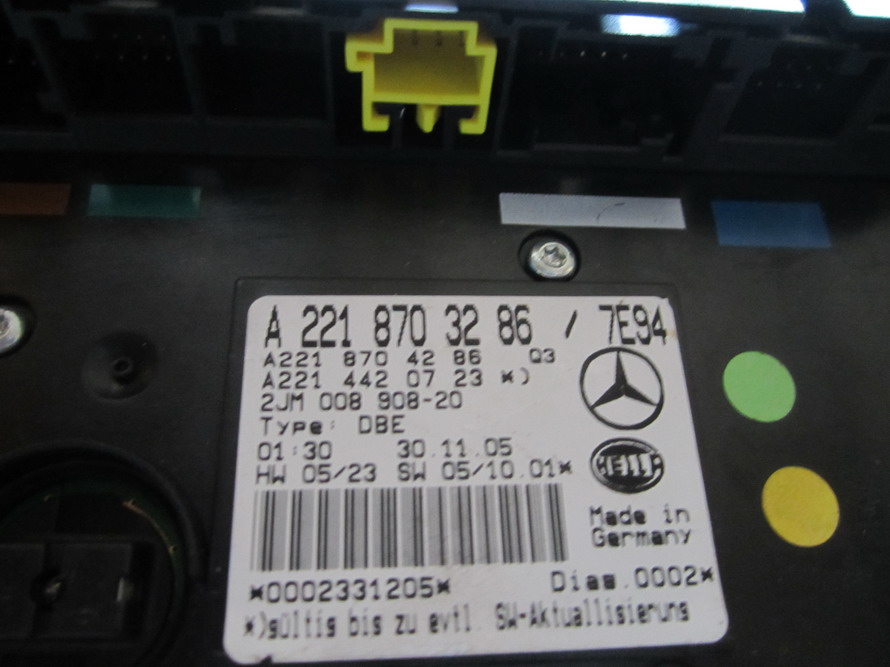 A 221 870 32 86 / 7E94
A221 870 42 86 Q3
A221 442 07 23 *)
2JM 008 908-20
Type: DBE
01:30 30.11.05
HW 05/23 SW 05/10.01*
HELLA
Made in
Germany
*0002331205* Diag.0002*
*)gültig bis zu evtl. SW-Aktuallisierung